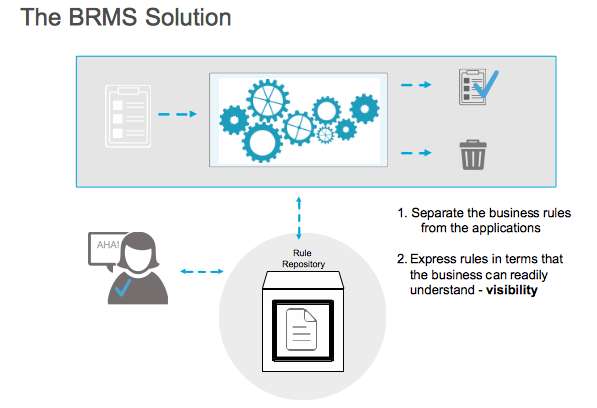 The BRMS Solution
AHA!
Rule
Repository
1. Separate the business rules
from the applications
2. Express rules in terms that
the business can readily
understand - visibility